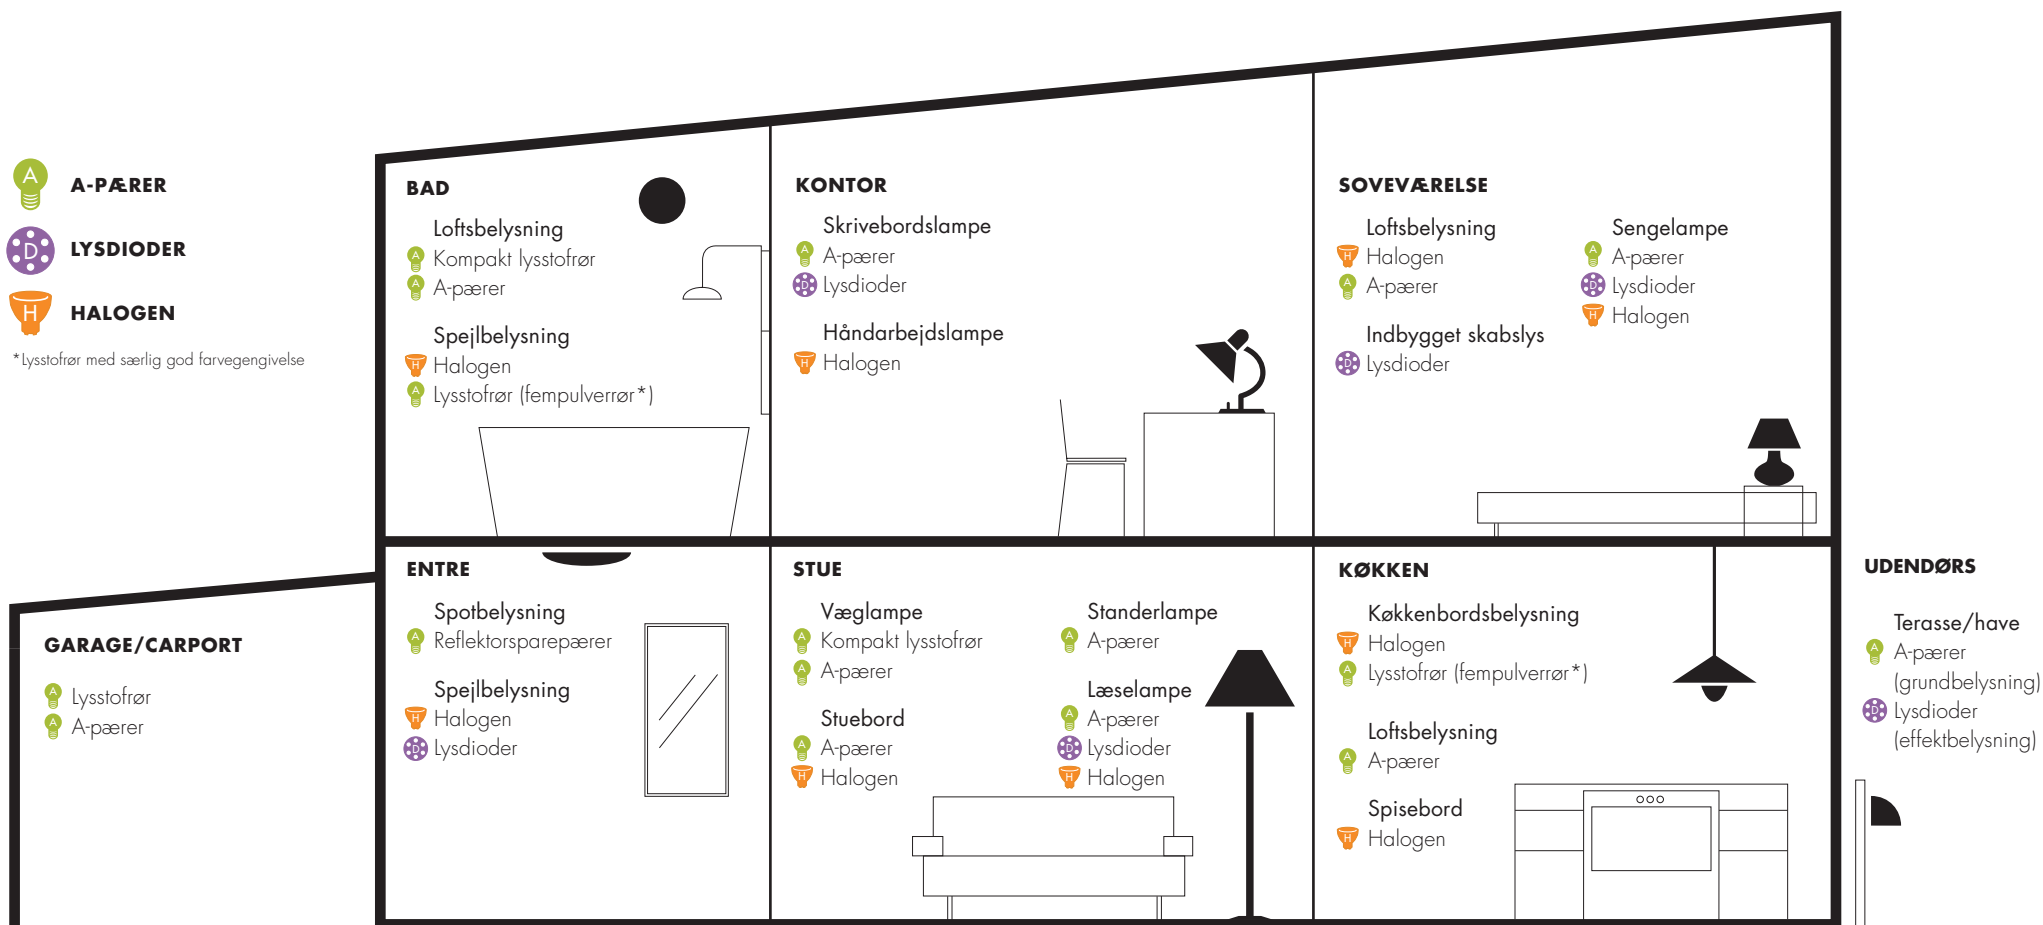 A A-PÆRER
D LYSDIODER
H HALOGEN
*Lysstofrør med særlig god farvegengivelse
BAD
Loftsbelysning
A Kompakt lysstofrør
A A-pærer
Spejlbelysning
H Halogen
A Lysstofrør (fempulverrør*)
KONTOR
Skrivebordslampe
A A-pærer
D Lysdioder
Håndarbejdslampe
H Halogen
SOVEVÆRELSE
Loftsbelysning
H Halogen
A A-pærer
Indbygget skabslys
D Lysdioder
Sengelampe
A A-pærer
D Lysdioder
H Halogen
GARAGE/CARPORT
A Lysstofrør
A A-pærer
ENTRE
Spotbelysning
A Reflektorsparepærer
Spejlbelysning
H Halogen
D Lysdioder
STUE
Væglampe
A Kompakt lysstofrør
A A-pærer
Stuebord
A A-pærer
H Halogen
Standerlampe
A A-pærer
Læselampe
A A-pærer
D Lysdioder
H Halogen
KØKKEN
Køkkenbordsbelysning
H Halogen
A Lysstofrør (fempulverrør*)
Loftsbelysning
A A-pærer
Spisebord
H Halogen
UDENDØRS
Terasse/have
A A-pærer
(grundbelysning)
D Lysdioder
(effektbelysning)